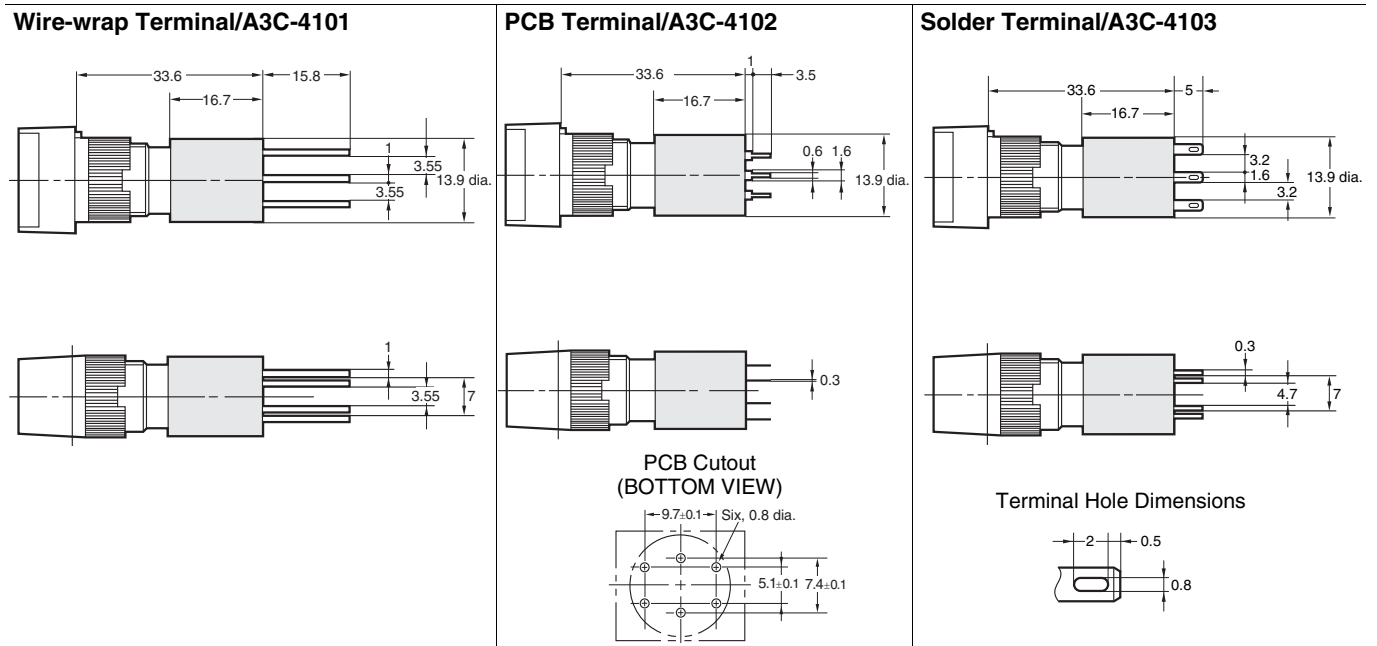 Wire-wrap Terminal/A3C-4101
33.6
15.8
16.7
1
3.55
13.9 dia.
3.55
1
3.55
7
PCB Terminal/A3C-4102
1
33.6
3.5
16.7
0.6 1.6
13.9 dia.
0.3
PCB Cutout
(BOTTOM VIEW)
9.7±0.1
Six, 0.8 dia.
5.1±0.1 7.4±0.1
Solder Terminal/A3C-4103
33.6
5
16.7
3.2
1.6
13.9 dia.
3.2
0.3
4.7
7
Terminal Hole Dimensions
2
0.5
0.8